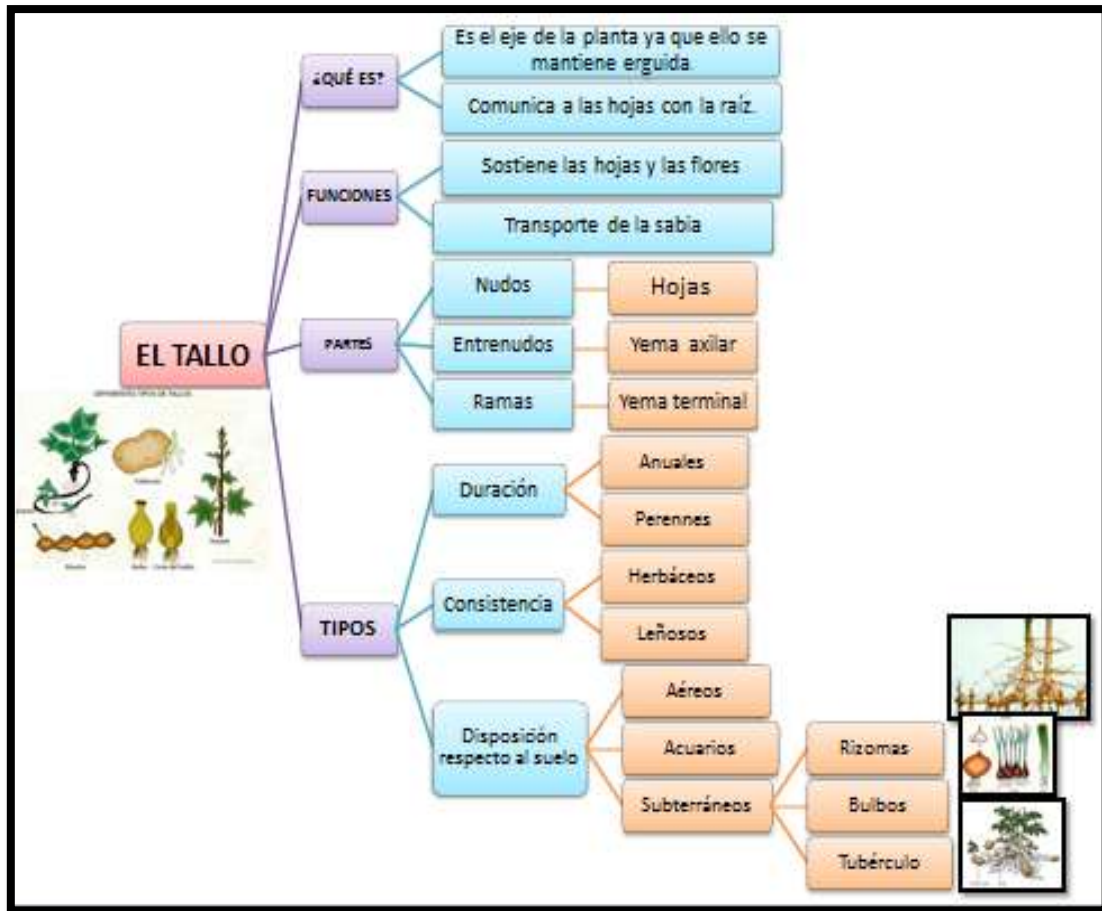 ¿QUÉ ES?
Es el eje de la planta ya que ello se
mantiene erguida.
Comunica a las hojas con la raíz.
FUNCIONES
Sostiene las hojas y las flores
Transporte de la sabia
EL TALLO
PARTES
Nudos
Hojas
Entrenudos
Yema axilar
Ramas
Yema terminal
TIPOS
Duración
Anuales
Perennes
Consistencia
Herbáceos
Leñosos
Disposición
respecto al suelo
Aéreos
Acuarios
Subterráneos
Rizomas
Bulbos
Tubérculo